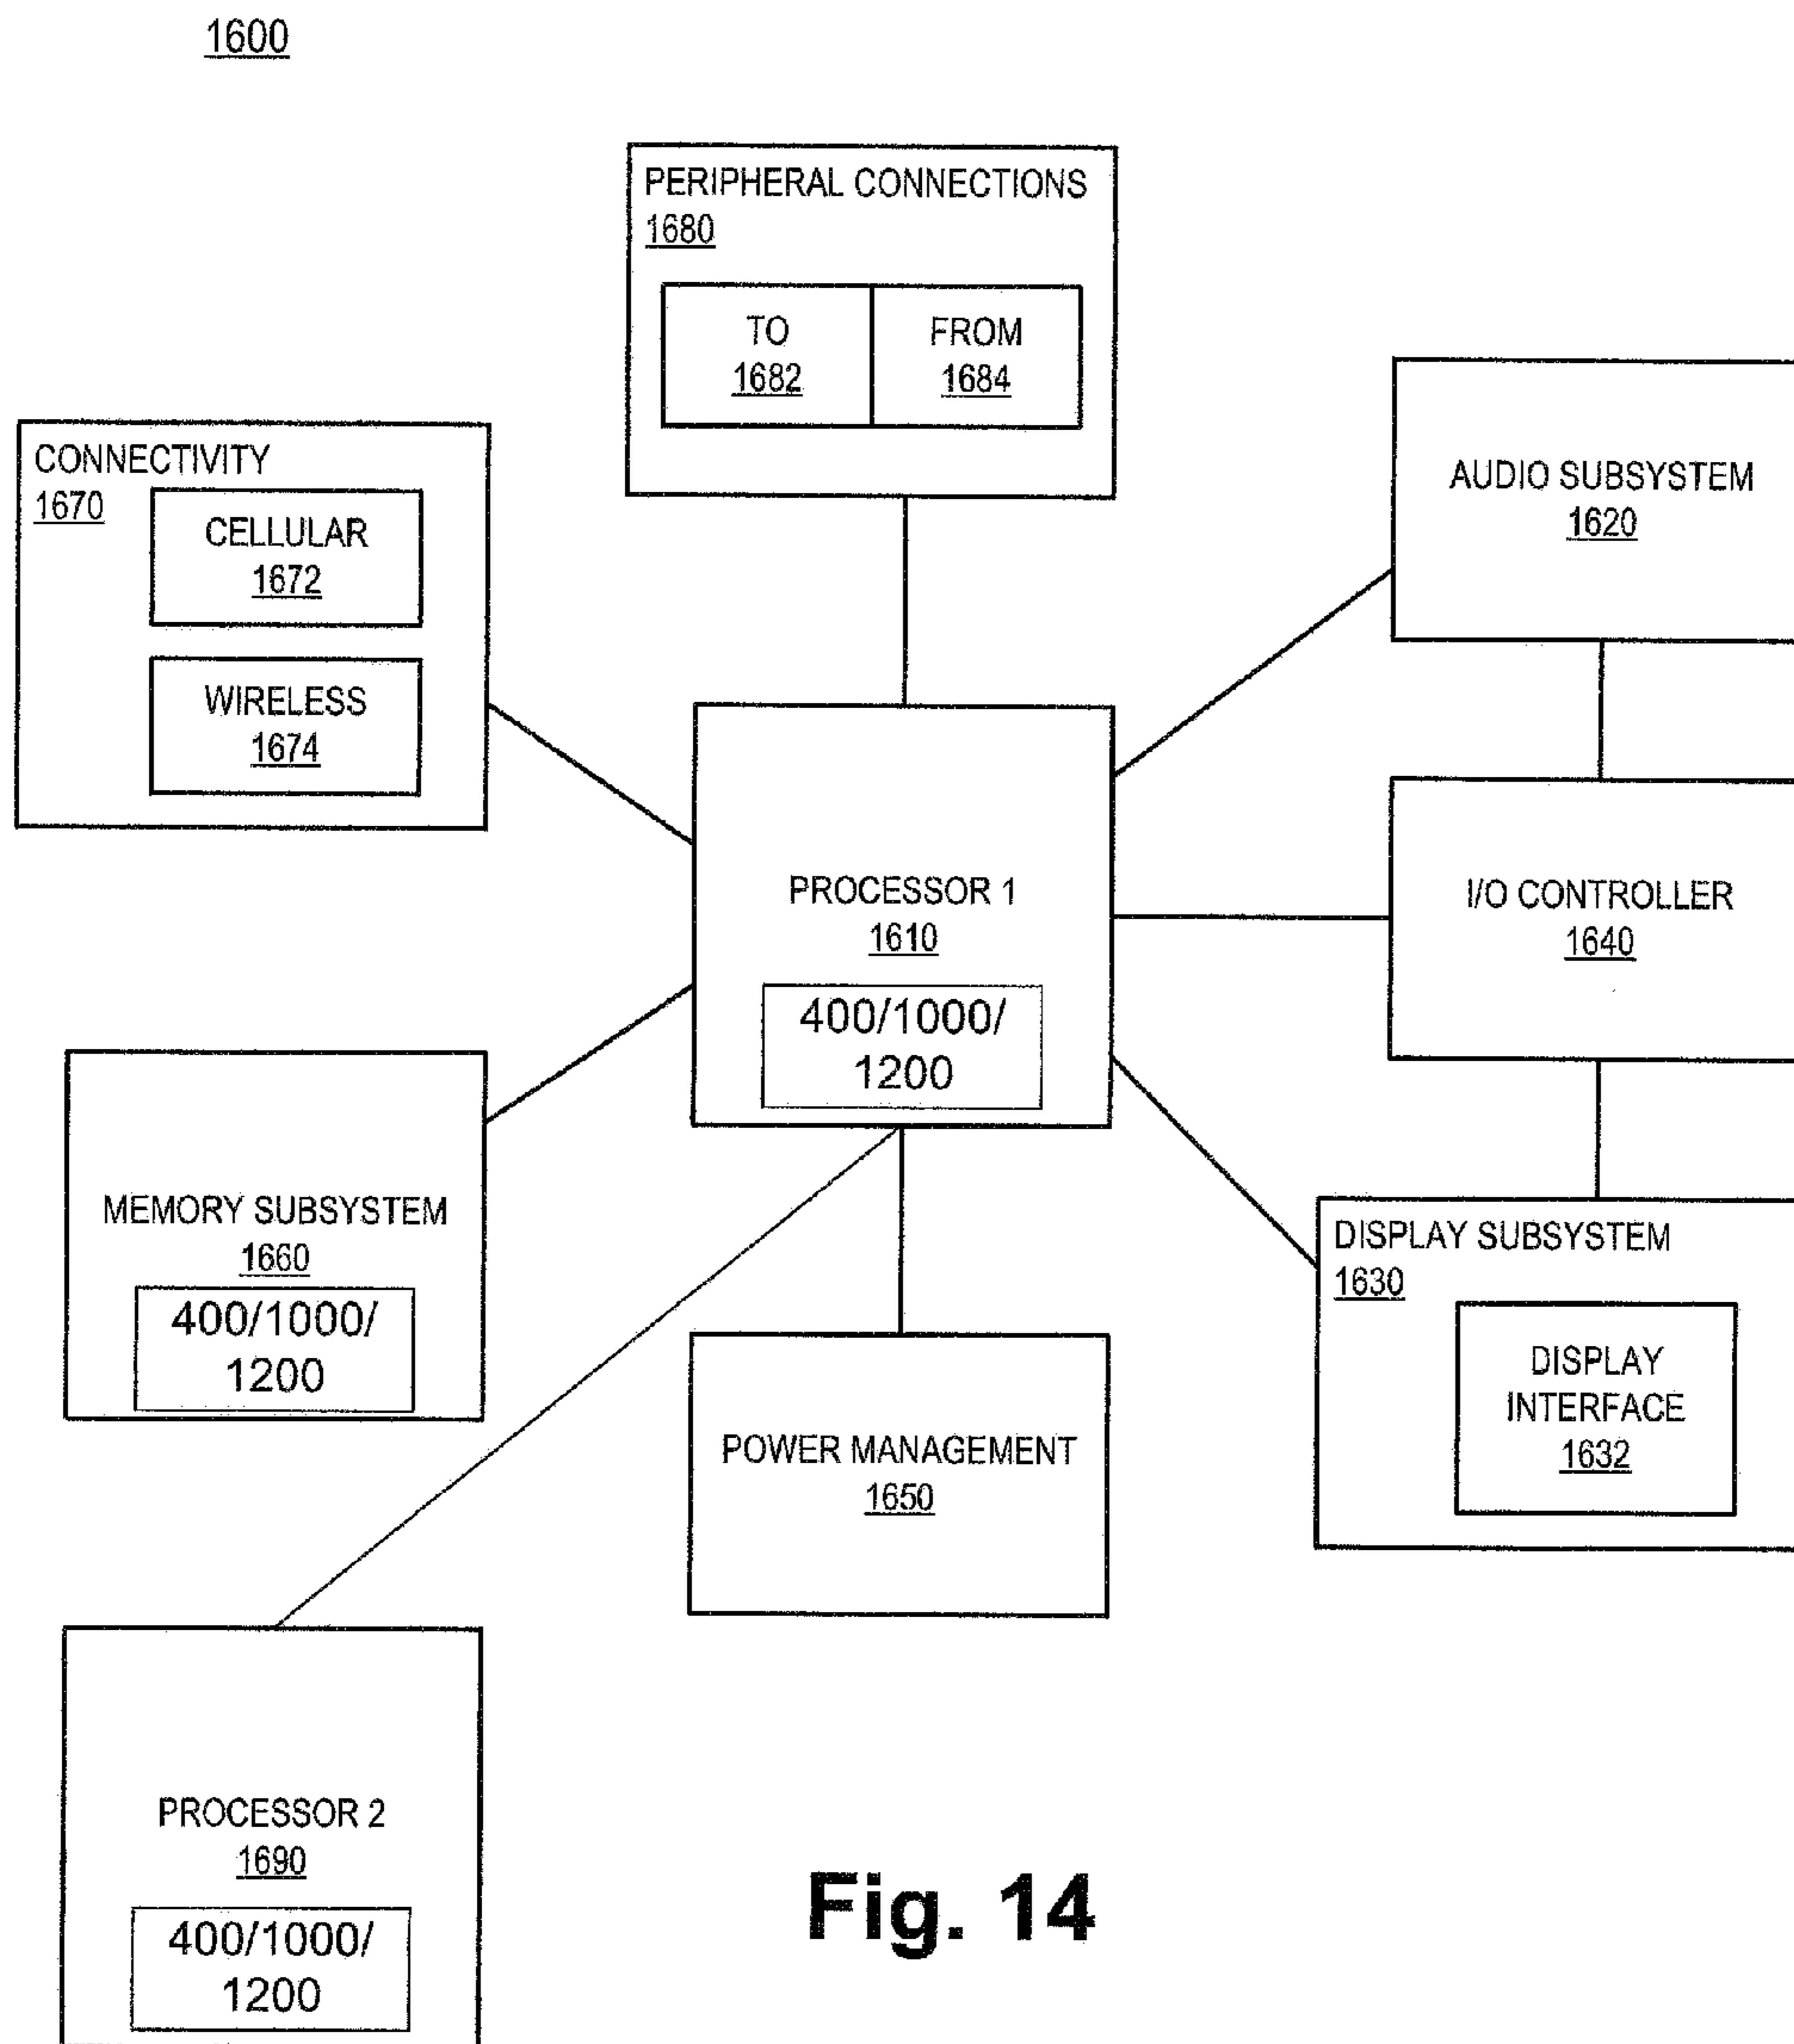 1600
PERIPHERAL CONNECTIONS
1680
TO
1682
FROM
1684
CONNECTIVITY
1670
CELLULAR
1672
WIRELESS
1674
AUDIO SUBSYSTEM
1620
PROCESSOR 1
1610
400/1000/
1200
I/O CONTROLLER
1640
MEMORY SUBSYSTEM
1660
400/1000/
1200
DISPLAY SUBSYSTEM
1630
DISPLAY
INTERFACE
1632
POWER MANAGEMENT
1650
PROCESSOR 2
1690
400/1000/
1200
Fig. 14